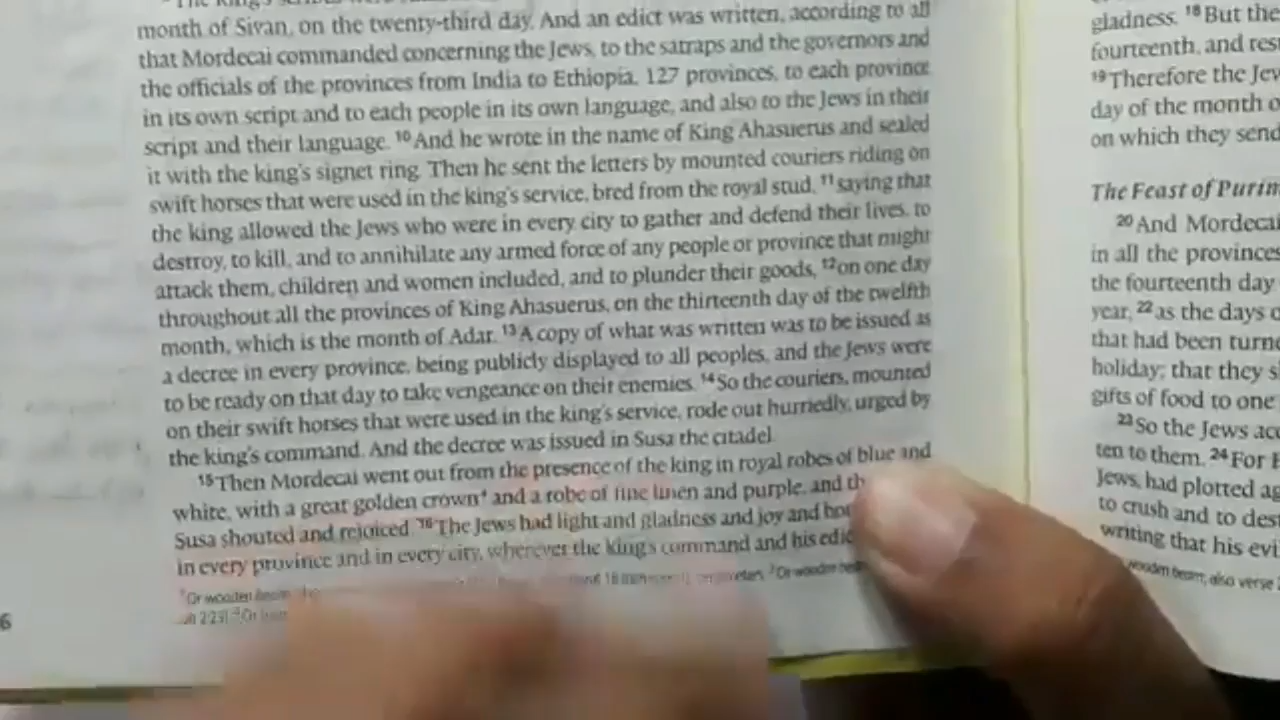 month of Sivan, on the twenty-third day. And an edict was written, according to all
that Mordecai commanded concerning the Jews, to the satraps and the governors and
the officials of the provinces from India to Ethiopia, 127 provinces, to each province
in its own script and to each people in its own language, and also to the Jews in their
script and their language. 10 And he wrote in the name of King Ahasuerus and sealed
it with the king's signet ring. Then he sent the letters by mounted couriers riding on
swift horses that were used in the king's service, bred from the royal stud, 11 saying that
the king allowed the Jews who were in every city to gather and defend their lives, to
destroy, to kill, and to annihilate any armed force of any people or province that might
attack them, children and women included, and to plunder their goods, 12 on one day
throughout all the provinces of King Ahasuerus, on the thirteenth day of the twelfth
month, which is the month of Adar. 13 A copy of what was written was to be issued as
a decree in every province, being publicly displayed to all peoples, and the Jews were
to be ready on that day to take vengeance on their enemies. 14 So the couriers, mounted
on their swift horses that were used in the king's service, rode out hurriedly, urged by
the king's command. And the decree was issued in Susa the citadel.
15 Then Mordecai went out from the presence of the king in royal robes of blue and
white, with a great golden crown 4 and a robe of fine linen and purple, and th
Susa shouted and rejoiced. 16 The Jews had light and gladness and joy and hon
in every province and in every city, wherever the king's command and his edic
Or wooden beam
Or wooden beam
6
gladness. 18 But the
fourteenth, and res
19 Therefore the Jew
day of the month o
on which they send
The Feast of Purim
20 And Mordecai
in all the provinces
the fourteenth day
year, 22 as the days o
that had been turne
holiday; that they s
gifts of food to one
23 So the Jews acc
ten to them. 24 For H
Jews, had plotted ag
to crush and to dest
writing that his evi
wooden beam; also verse